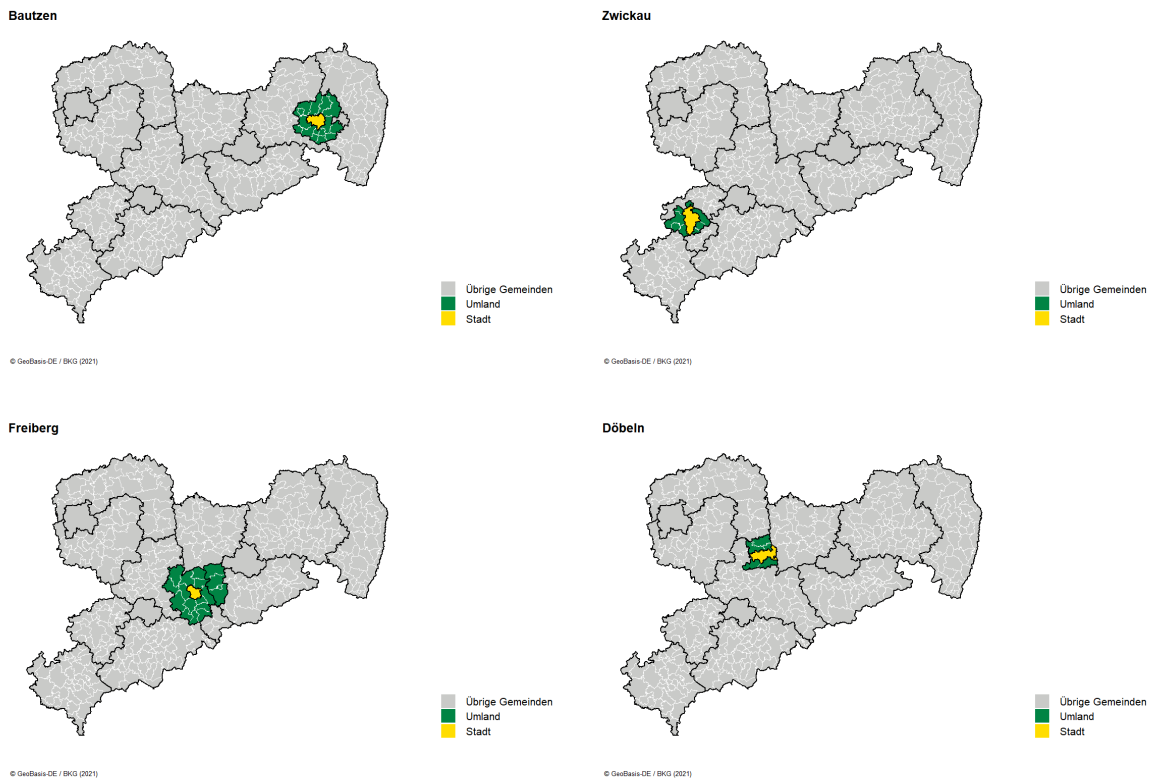 Bautzen
Übrige Gemeinden
Umland
Stadt
© GeoBasis-DE / BKG (2021)
Zwickau
Übrige Gemeinden
Umland
Stadt
© GeoBasis-DE / BKG (2021)
Freiberg
Übrige Gemeinden
Umland
Stadt
© GeoBasis-DE / BKG (2021)
Döbeln
Übrige Gemeinden
Umland
Stadt
© GeoBasis-DE / BKG (2021)